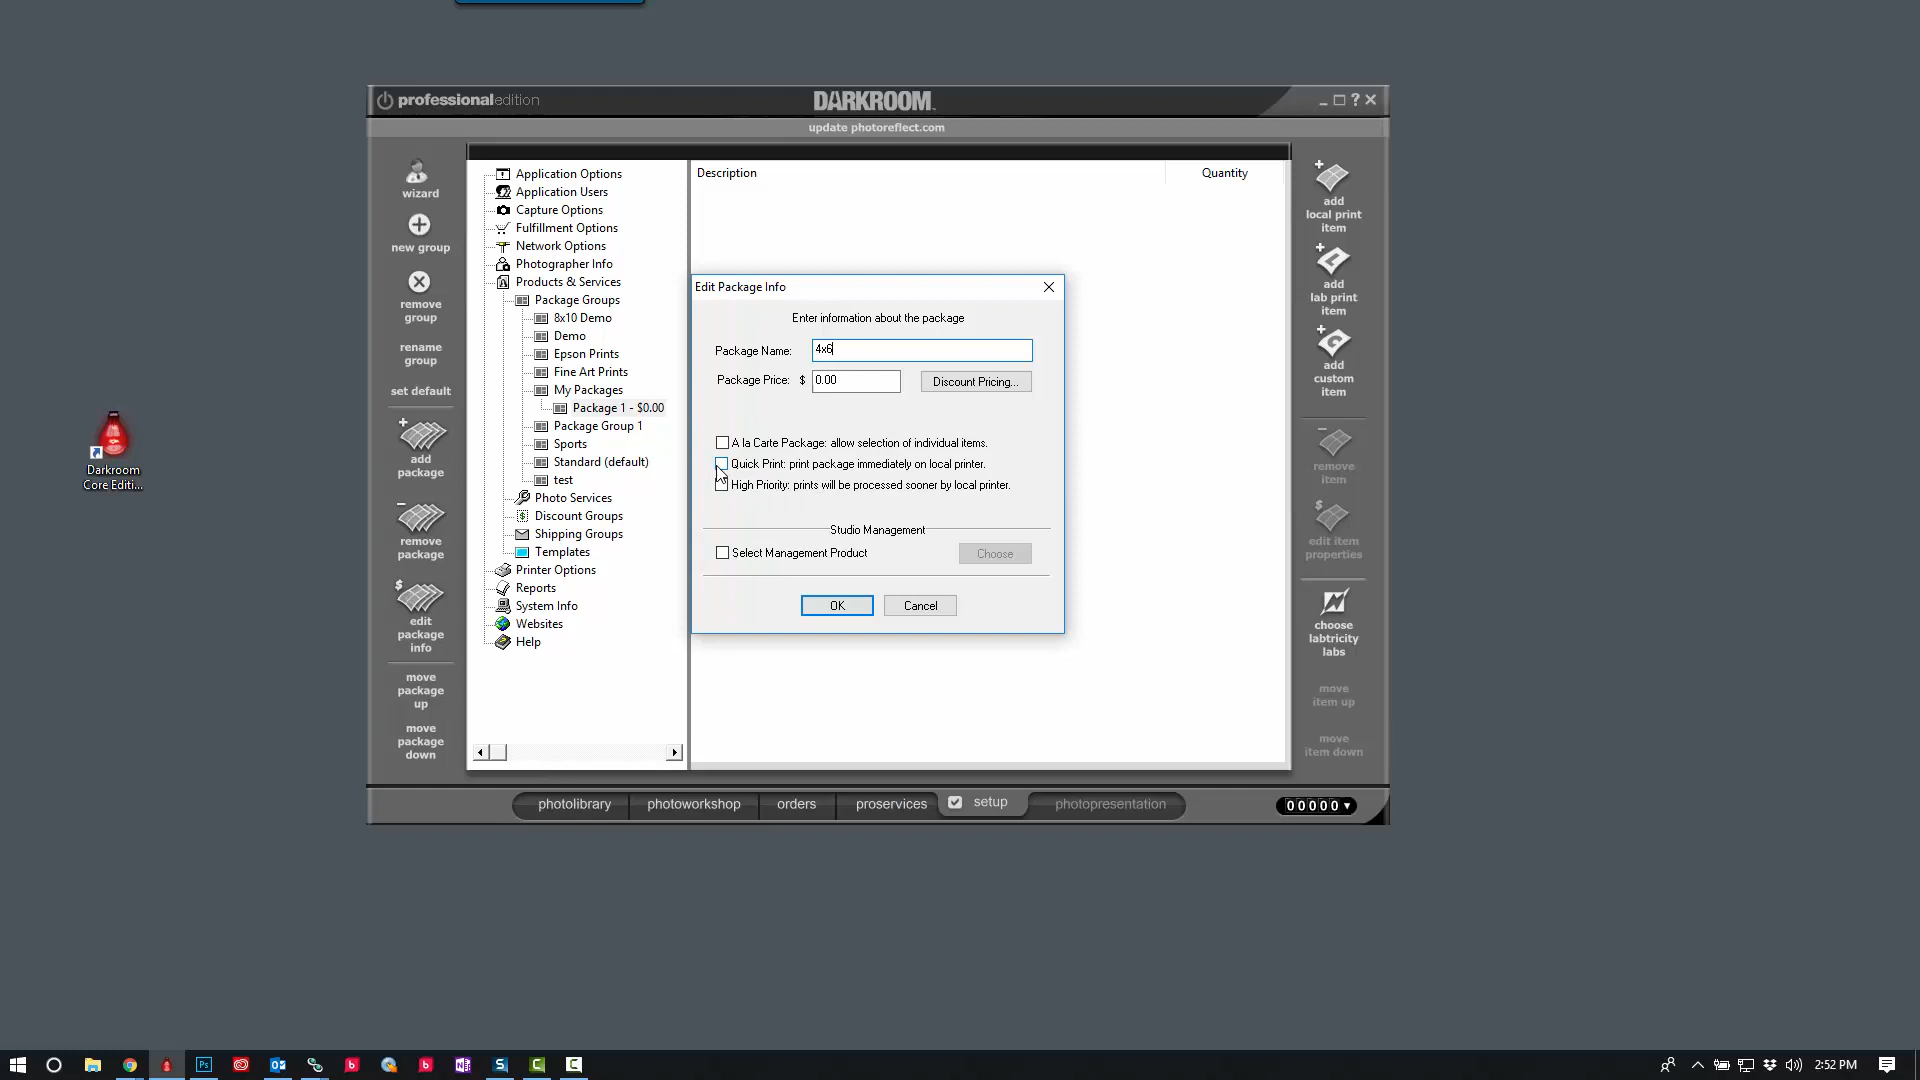 professionaledition
DARKROOM
update photoreflect.com
wizard
new group
remove
group
rename
group
set default
add
package
remove
package
edit
package
info
move
package
up
move
package
down
Application Options
Application Users
Capture Options
Fulfillment Options
Network Options
Photographer Info
Products & Services
Package Groups
8x10 Demo
Demo
Epson Prints
Fine Art Prints
My Packages
Package 1 - $0.00
Package Group 1
Sports
Standard (default)
test
Photo Services
Discount Groups
Shipping Groups
Templates
Printer Options
Reports
System Info
Websites
Help
Description
Quantity
Edit Package Info
Enter information about the package
Package Name: 4x6
Package Price: $ 0.00
Discount Pricing...
A la Carte Package: allow selection of individual items.
Quick Print: print package immediately on local printer.
High Priority: prints will be processed sooner by local printer.
Studio Management
Select Management Product
Choose
OK
Cancel
add
local print
item
add
lab print
item
add
custom
item
remove
item
edit item
properties
choose
labtricity
labs
move
item up
move
item down
photolibrary
photoworkshop
orders
proservices
setup
photopresentation
00000
Darkroom
Core Editi...
2:52 PM